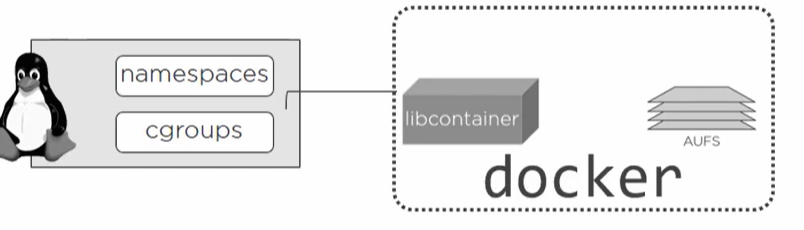 namespaces
cgroups
libcontainer
AUFS
docker